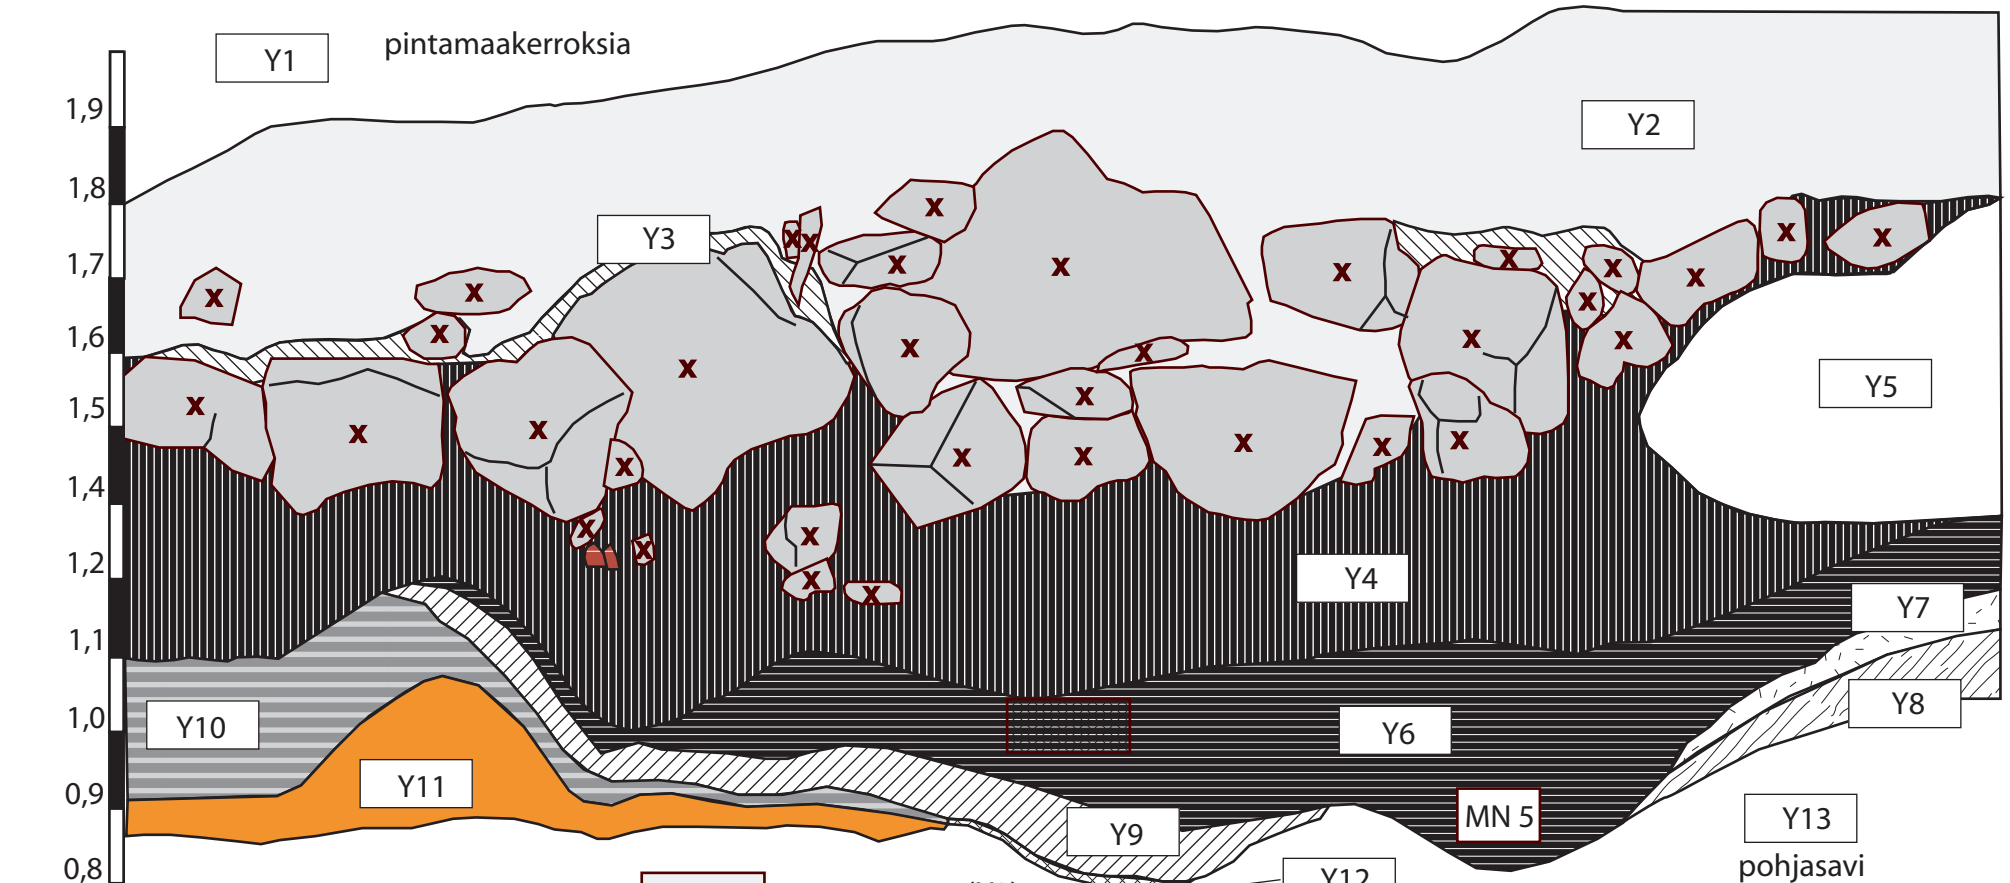 Y1
pintamaakerroksia
1,9
Y2
1,8
Y3
1,7
1,6
Y5
1,5
1,4
1,2
Y4
Y7
1,1
Y8
1,0
Y10
Y6
Y11
0,9
MN 5
Y9
Y13
pohjasavi
0,8
Y12
x x x x x x x x x x x x x x x x x x x x x x x x x x x x x x x x x x x